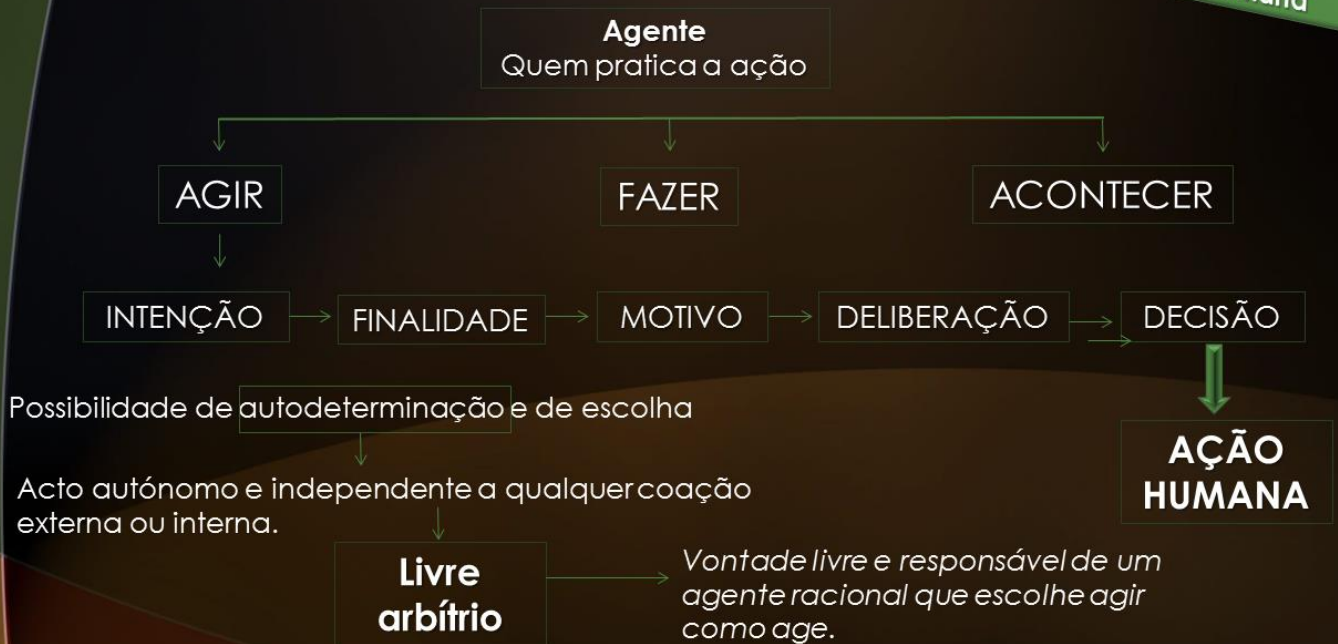 Agente
Quem pratica a ação
AGIR
FAZER
ACONTECER
INTENÇÃO
FINALIDADE
MOTIVO
DELIBERAÇÃO
DECISÃO
Possibilidade de autodeterminação e de escolha
Acto autónomo e independente a qualquer coação
externa ou interna.
AÇÃO
HUMANA
Livre
arbítrio
Vontade livre e responsável de um
agente racional que escolhe agir
como age.